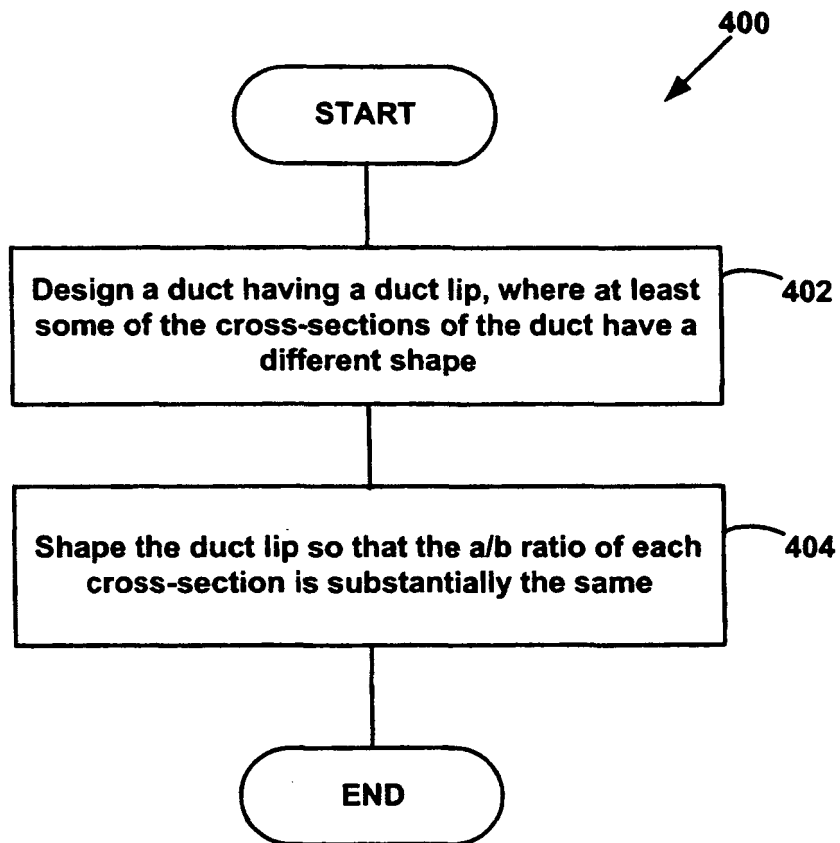 400
START
Design a duct having a duct lip, where at least
some of the cross-sections of the duct have a
different shape
402
Shape the duct lip so that the a/b ratio of each
cross-section is substantially the same
404
END